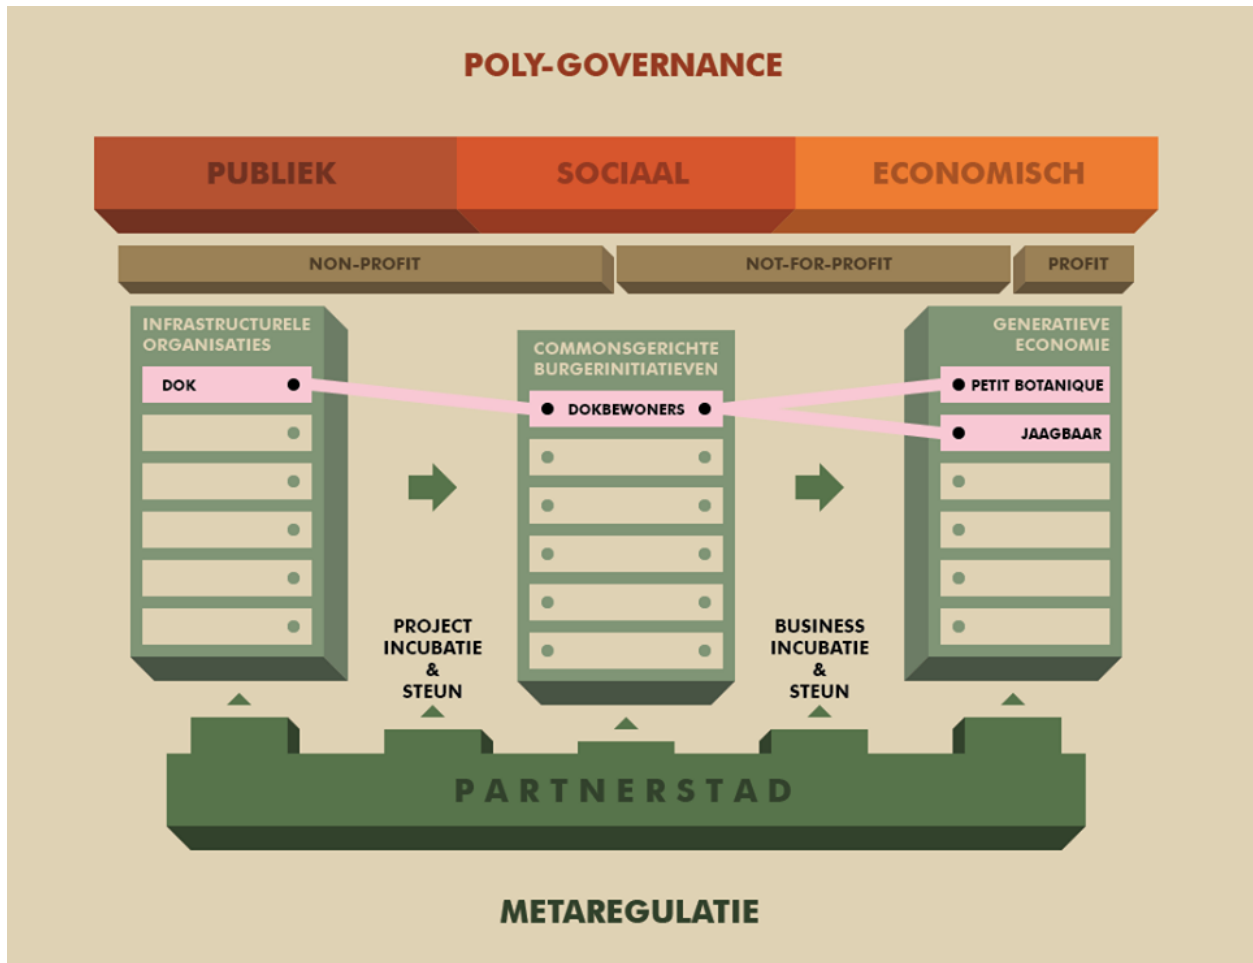 POLY-GOVERNANCE
PUBLIEK
SOCIAAL
ECONOMISCH
NON-PROFIT
NOT-FOR-PROFIT
PROFIT
INFRASTRUCTURELE
ORGANISATIES
DOK
COMMONSGERICHTE
BURGERINITIATIEVEN
DOKBEWONERS
GENERATIEVE
ECONOMIE
PETIT BOTANIQUE
JAAGBAAR
PROJECT
INCUBATIE
&
STEUN
BUSINESS
INCUBATIE
&
STEUN
PARTNERSTAD
METAREGULATIE